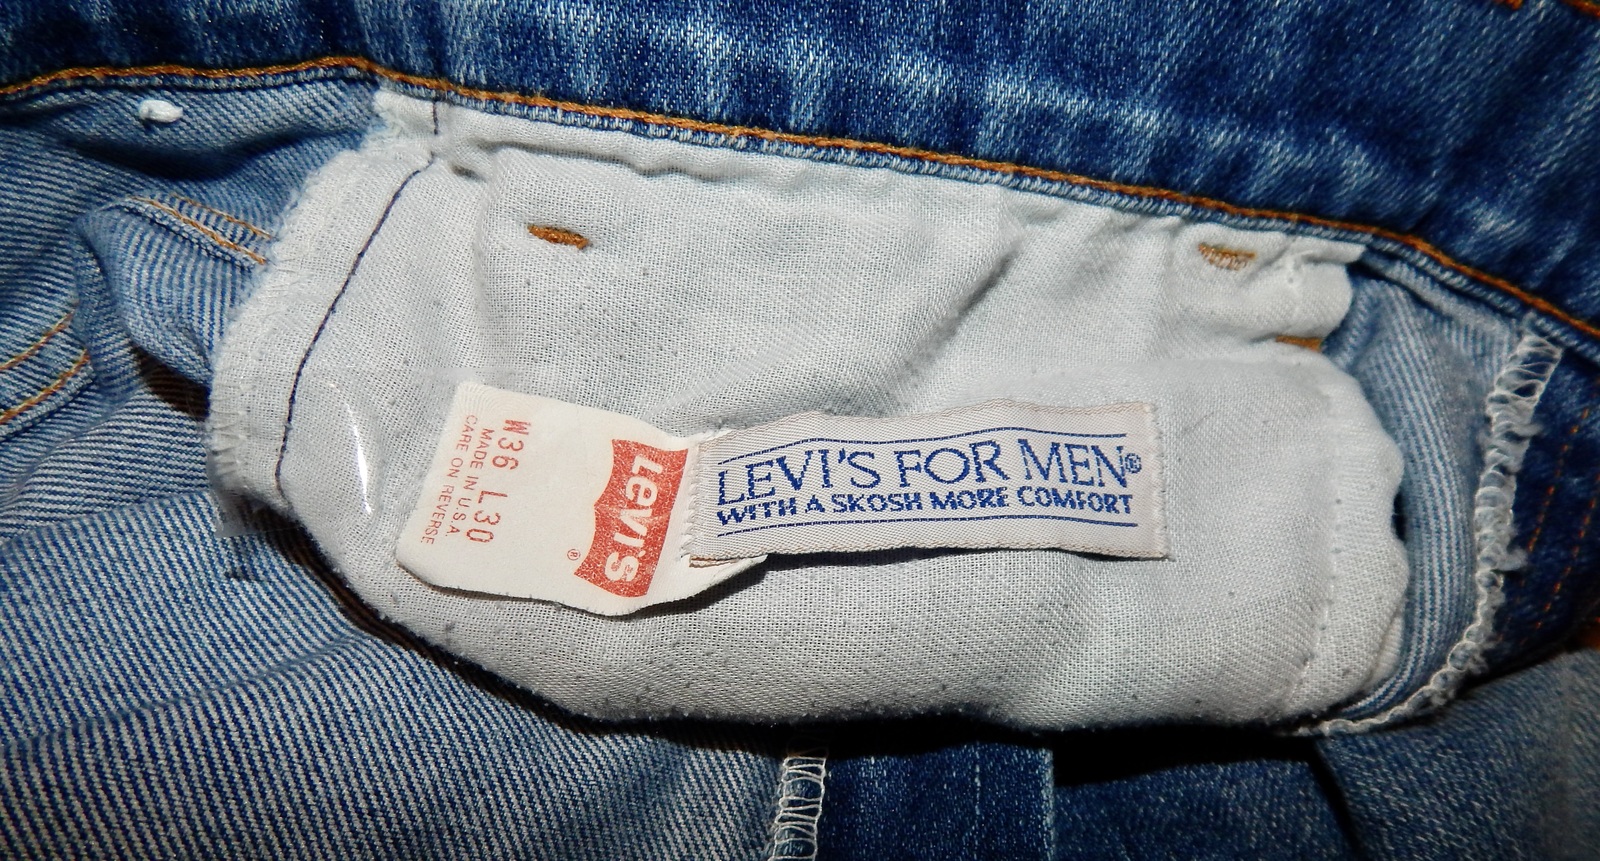 W36 L30
MADE IN U.S.A
CARE ON REVERSE
Levi's
®
LEVI'S FOR MEN®
WITH A SKOSH MORE COMFORT